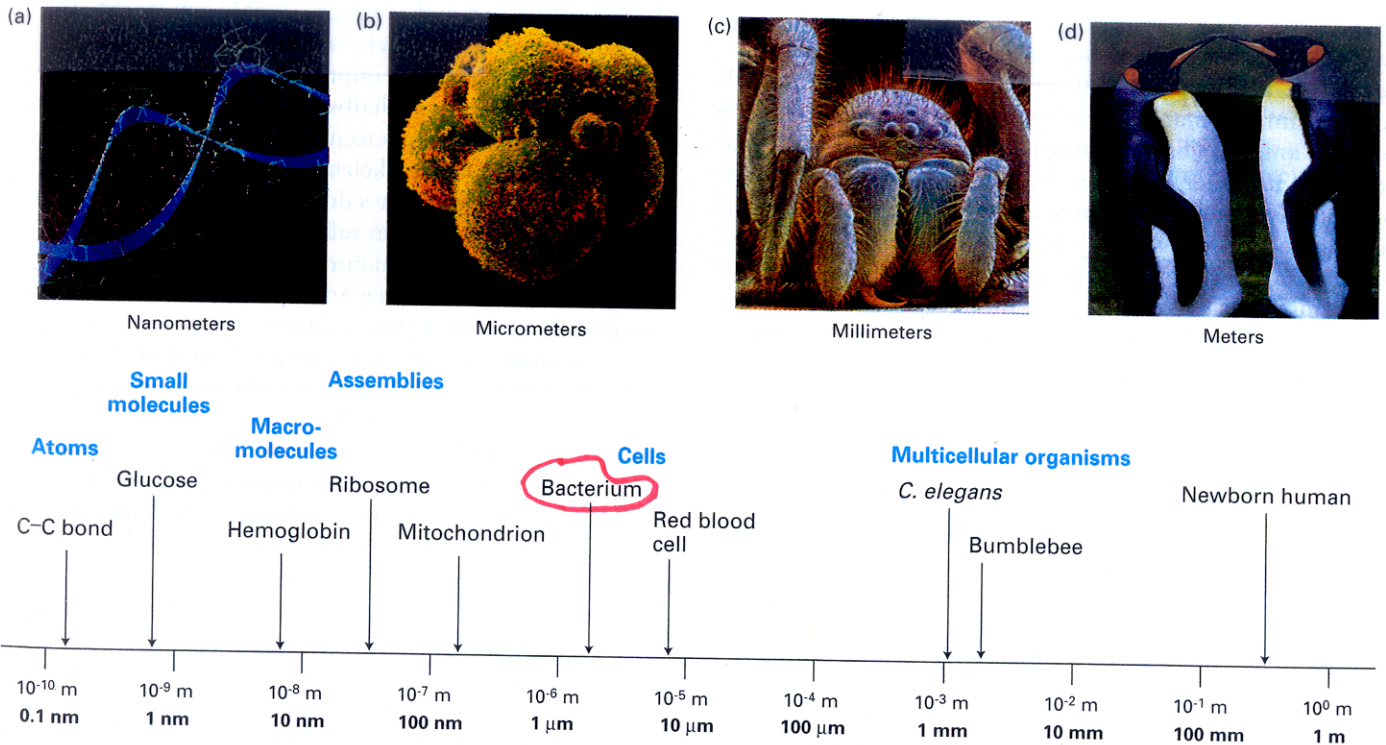 (a)
(b)
(c)
(d)
Nanometers
Micrometers
Millimeters
Meters
Small
molecules
Assemblies
Atoms
Macro-
molecules
Cells
Multicellular organisms
Glucose
Ribosome
Bacterium
C. elegans
Newborn human
C–C bond
Hemoglobin
Mitochondrion
Red blood
cell
Bumblebee
10⁻¹⁰ m
10⁻⁹ m
10⁻⁸ m
10⁻⁷ m
10⁻⁶ m
10⁻⁵ m
10⁻⁴ m
10⁻³ m
10⁻² m
10⁻¹ m
10⁰ m
0.1 nm
1 nm
10 nm
100 nm
1 μm
10 μm
100 μm
1 mm
10 mm
100 mm
1 m